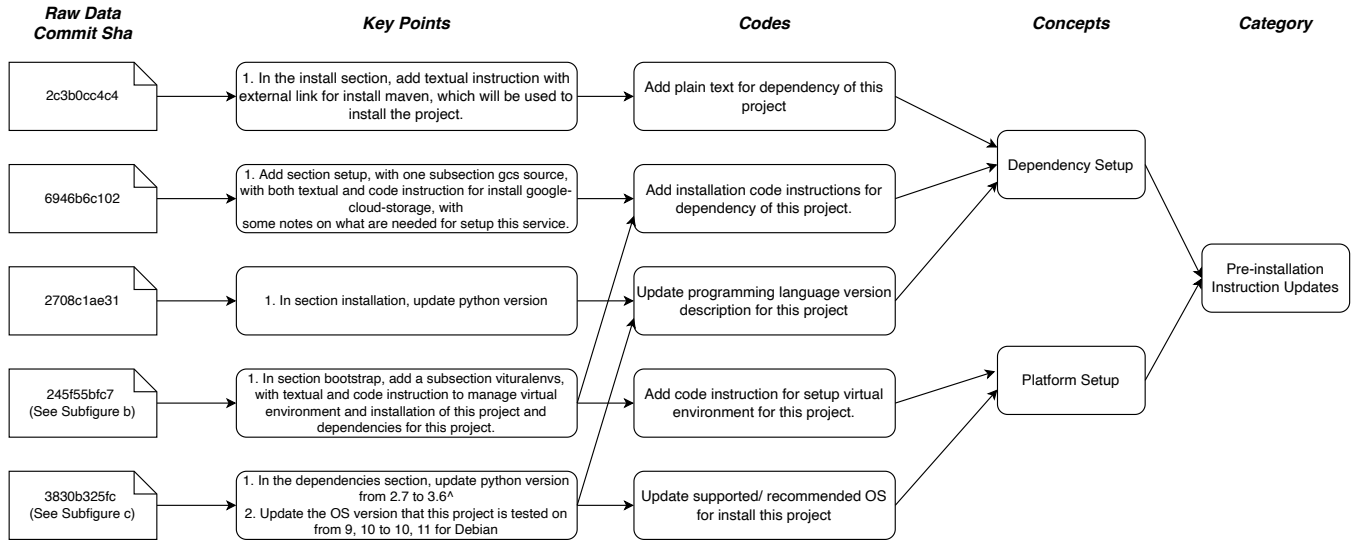 Raw Data
Commit Sha
Key Points
Codes
Concepts
Category
2c3b0cc4c4
1. In the install section, add textual instruction with
external link for install maven, which will be used to
install the project.
Add plain text for dependency of this
project
Dependency Setup
6946b6c102
1. Add section setup, with one subsection gcs source,
with both textual and code instruction for install google-
cloud-storage, with
some notes on what are needed for setup this service.
Add installation code instructions for
dependency of this project.
Pre-installation
Instruction Updates
2708c1ae31
1. In section installation, update python version
Update programming language version
description for this project
Platform Setup
245f55bfc7
(See Subfigure b)
1. In section bootstrap, add a subsection vituralenvs,
with textual and code instruction to manage virtual
environment and installation of this project and
dependencies for this project.
Add code instruction for setup virtual
environment for this project.
3830b325fc
(See Subfigure c)
1. In the dependencies section, update python version
from 2.7 to 3.6^
2. Update the OS version that this project is tested on
from 9, 10 to 10, 11 for Debian
Update supported/ recommended OS
for install this project